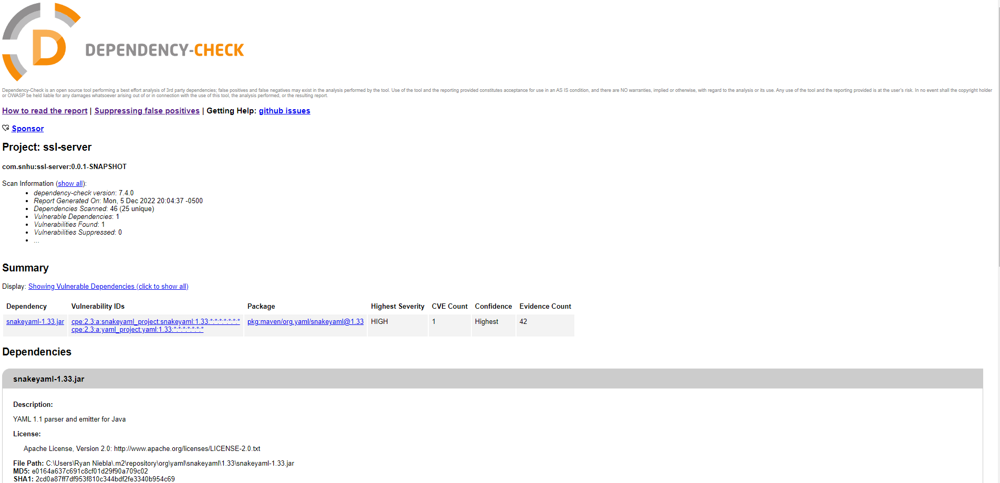 DEPENDENCY-CHECK
Dependency-Check is an open source tool performing a best effort analysis of 3rd party dependencies; false positives and false negatives may exist in the analysis performed by the tool. Use of the tool and the reporting provided constitutes acceptance for use in an AS IS condition, and there are NO warranties, implied or otherwise, with regard to the analysis or its use. Any use of the tool and the reporting provided is at the user's risk. In no event shall the copyright holder
or OWASP be held liable for any damages whatsoever arising out of or in connection with the use of this tool, the analysis performed, or the resulting report.
How to read the report | Suppressing false positives | Getting Help: github issues
Sponsor
Project: ssl-server
com.snhu:ssl-server:0.0.1-SNAPSHOT
Scan Information (show all):
• dependency-check version: 7.4.0
• Report Generated On: Mon, 5 Dec 2022 20:04:37 -0500
• Dependencies Scanned: 46 (25 unique)
• Vulnerable Dependencies: 1
• Vulnerabilities Found: 1
• Vulnerabilities Suppressed: 0
• ...
Summary
Display: Showing Vulnerable Dependencies (click to show all)
Dependency Vulnerability IDs Package Highest Severity CVE Count Confidence Evidence Count
snakeyaml-1.33.jar cpe:2.3:a:snakeyaml_project:snakeyaml:1.33:*:*:*:*:*:*:* pkg:maven/org.yaml/snakeyaml@1.33 HIGH 1 Highest 42
cpe:2.3:a:yaml_project:yaml:1.33:*:*:*:*:*:*:*
Dependencies
snakeyaml-1.33.jar
Description:
YAML 1.1 parser and emitter for Java
License:
Apache License, Version 2.0: http://www.apache.org/licenses/LICENSE-2.0.txt
File Path: C:\Users\Ryan Niebla\.m2\repository\org\yaml\snakeyaml\1.33\snakeyaml-1.33.jar
MD5: e0164a637c691c8cf01d29f90a709c02
SHA1: 2cd0a87ff7df953f810c344bdf2fe3340b954c69